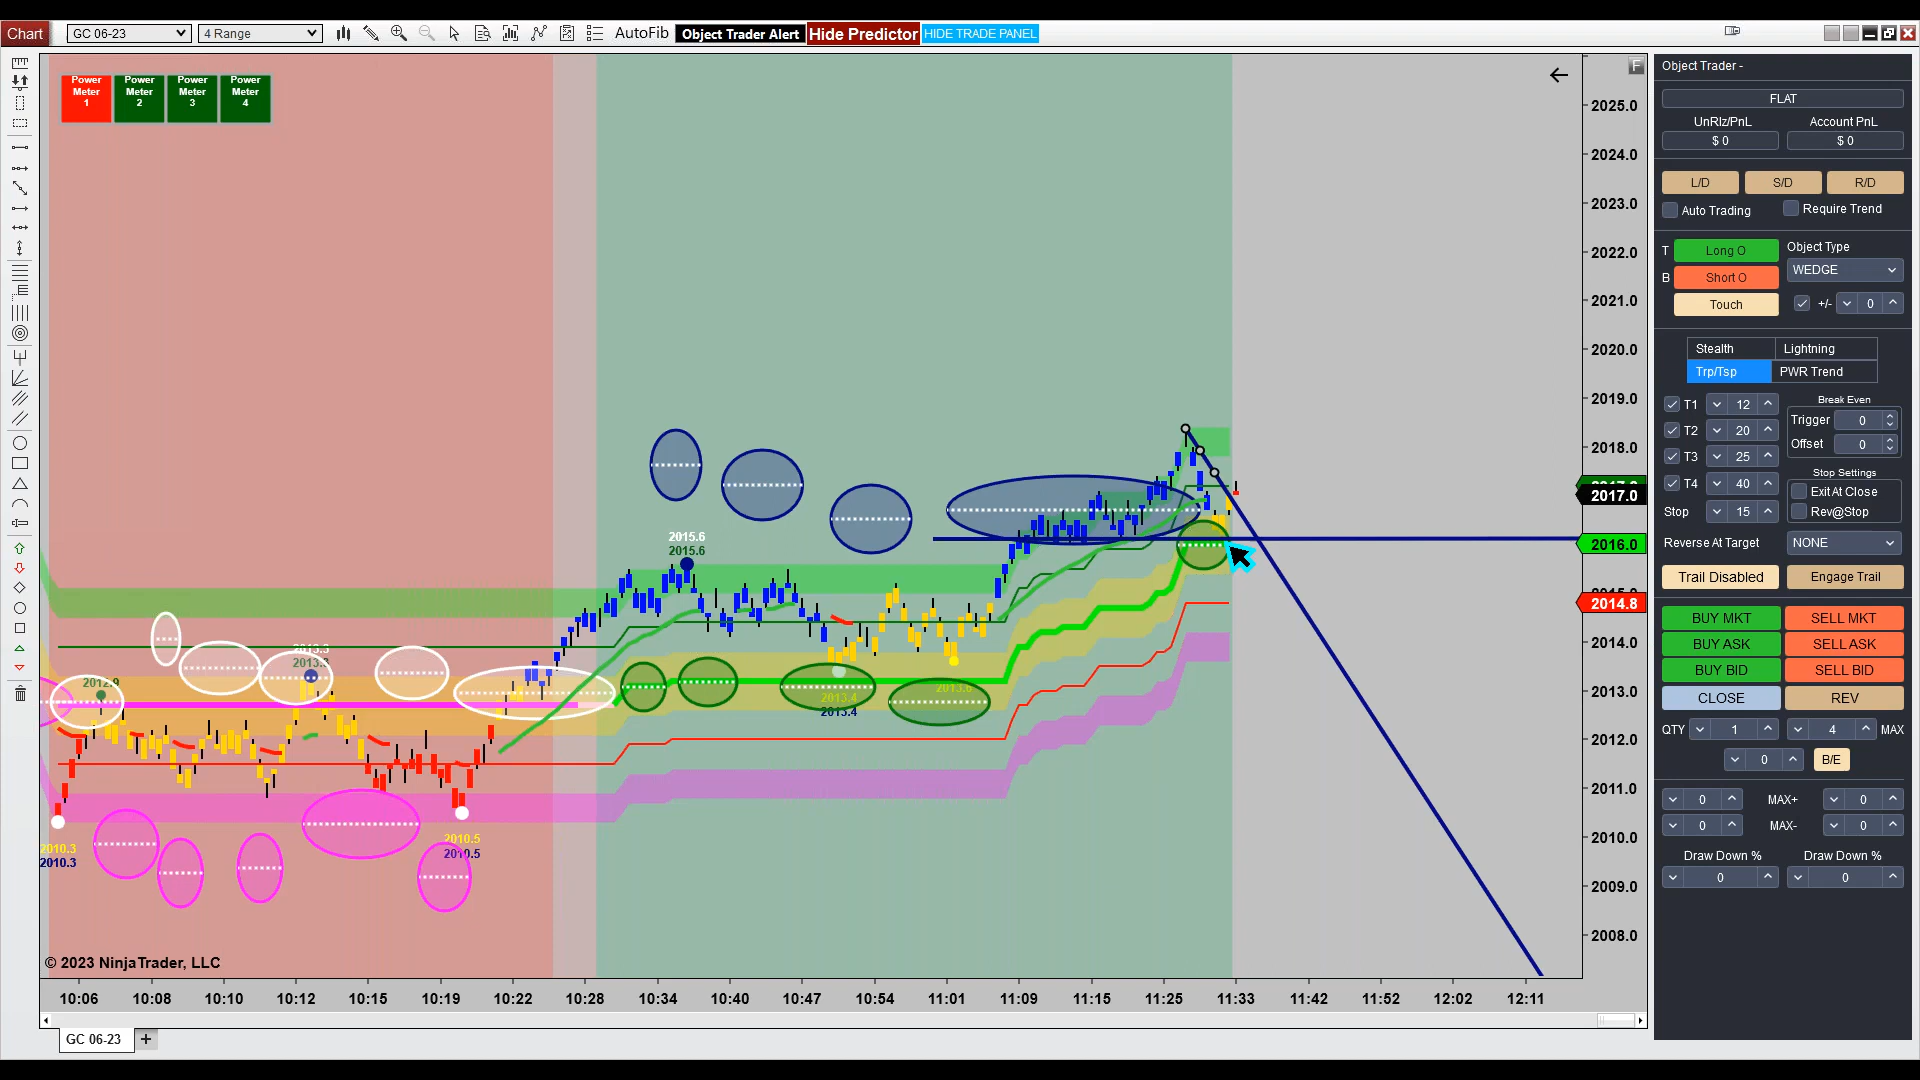 Chart GC 06-23 4 Range AutoFib Object Trader Alert Hide Predictor HIDE TRADE PANEL
Power Meter 1
Power Meter 2
Power Meter 3
Power Meter 4
F
2025.0
2024.0
2023.0
2022.0
2021.0
2020.0
2019.0
2018.0
2017.0
2016.0
2014.8
2014.0
2013.0
2012.0
2011.0
2010.0
2009.0
2008.0
2015.6
2015.6
2013.3
2012.9
2013.4
2013.4
2013.6
2010.3
2010.3
2010.5
2010.5
© 2023 NinjaTrader, LLC
10:06 10:08 10:10 10:12 10:15 10:19 10:22 10:28 10:34 10:40 10:47 10:54 11:01 11:09 11:15 11:25 11:33 11:42 11:52 12:02 12:11
GC 06-23 +
Object Trader -
FLAT
UnRlz/PnL Account PnL
$ 0 $ 0
L/D S/D R/D
Auto Trading Require Trend
T Long O Object Type
B Short O WEDGE
Touch +/- 0
Stealth Lightning
Trp/Tsp PWR Trend
T1 12 Break Even
Trigger 0
T2 20 Offset 0
T3 25 Stop Settings
T4 40 Exit At Close
Stop 15 Rev@Stop
Reverse At Target NONE
Trail Disabled Engage Trail
BUY MKT SELL MKT
BUY ASK SELL ASK
BUY BID SELL BID
CLOSE REV
QTY 1 4 MAX
0 B/E
0 MAX+ 0
0 MAX- 0
Draw Down % Draw Down %
0 0